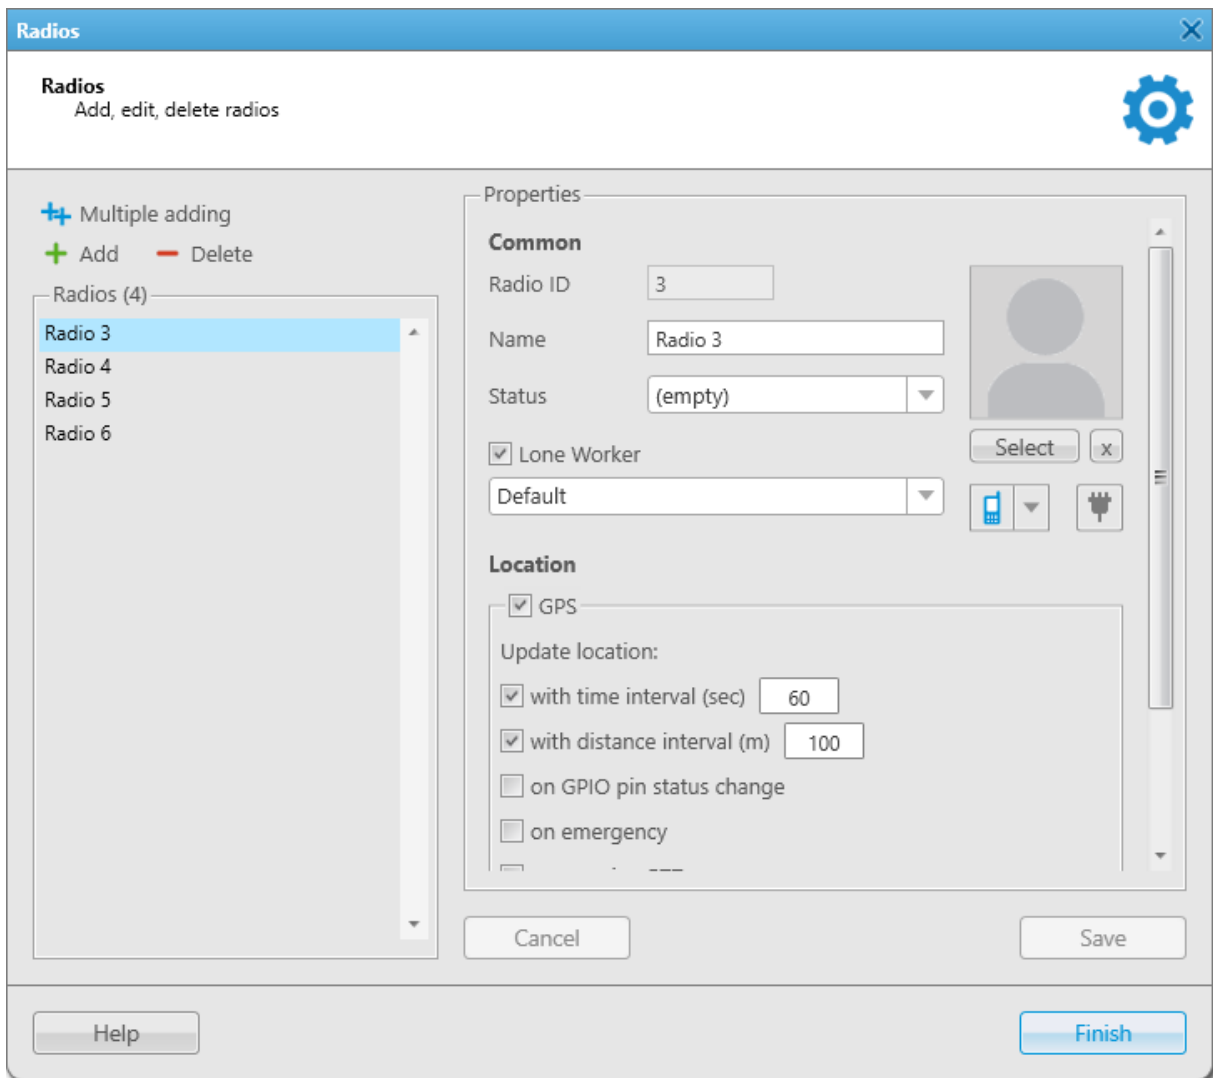 Radios
Radios
Add, edit, delete radios
Multiple adding
Add
Delete
Radios (4)
Radio 3
Radio 4
Radio 5
Radio 6
Properties
Common
Radio ID
3
Name
Radio 3
Status
(empty)
Lone Worker
Default
Select
x
Location
GPS
Update location:
with time interval (sec)
60
with distance interval (m)
100
on GPIO pin status change
on emergency
Cancel
Save
Help
Finish